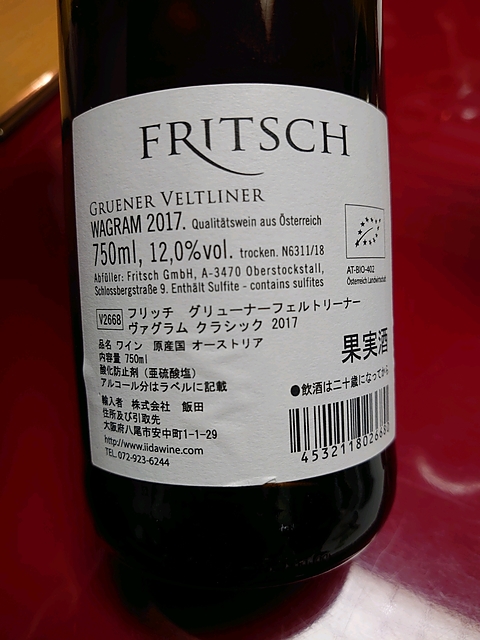 FRITSCH
GRUENER VELTLINER
WAGRAM 2017. Qualitätswein aus Österreich
750ml, 12,0%vol. trocken. N6311/18
Abfüller: Fritsch GmbH, A-3470 Oberstockstall,
Schlossbergstraße 9. Enthält Sulfite - contains sulfites
AT-BIO-402
Österreich Landwirtschaft
V2668
フリッチ グリューナーフェルトリーナー
ヴァグラム クラシック 2017
品名 ワイン 原産国 オーストリア
内容量 750ml
酸化防止剤(亜硫酸塩)
アルコール分はラベルに記載
果実酒
●飲酒は二十歳になってから
輸入者 株式会社 飯田
住所及び引取先
大阪府八尾市安中町1-1-29
http://www.iidawine.com
TEL.072-923-6244
4532118026680